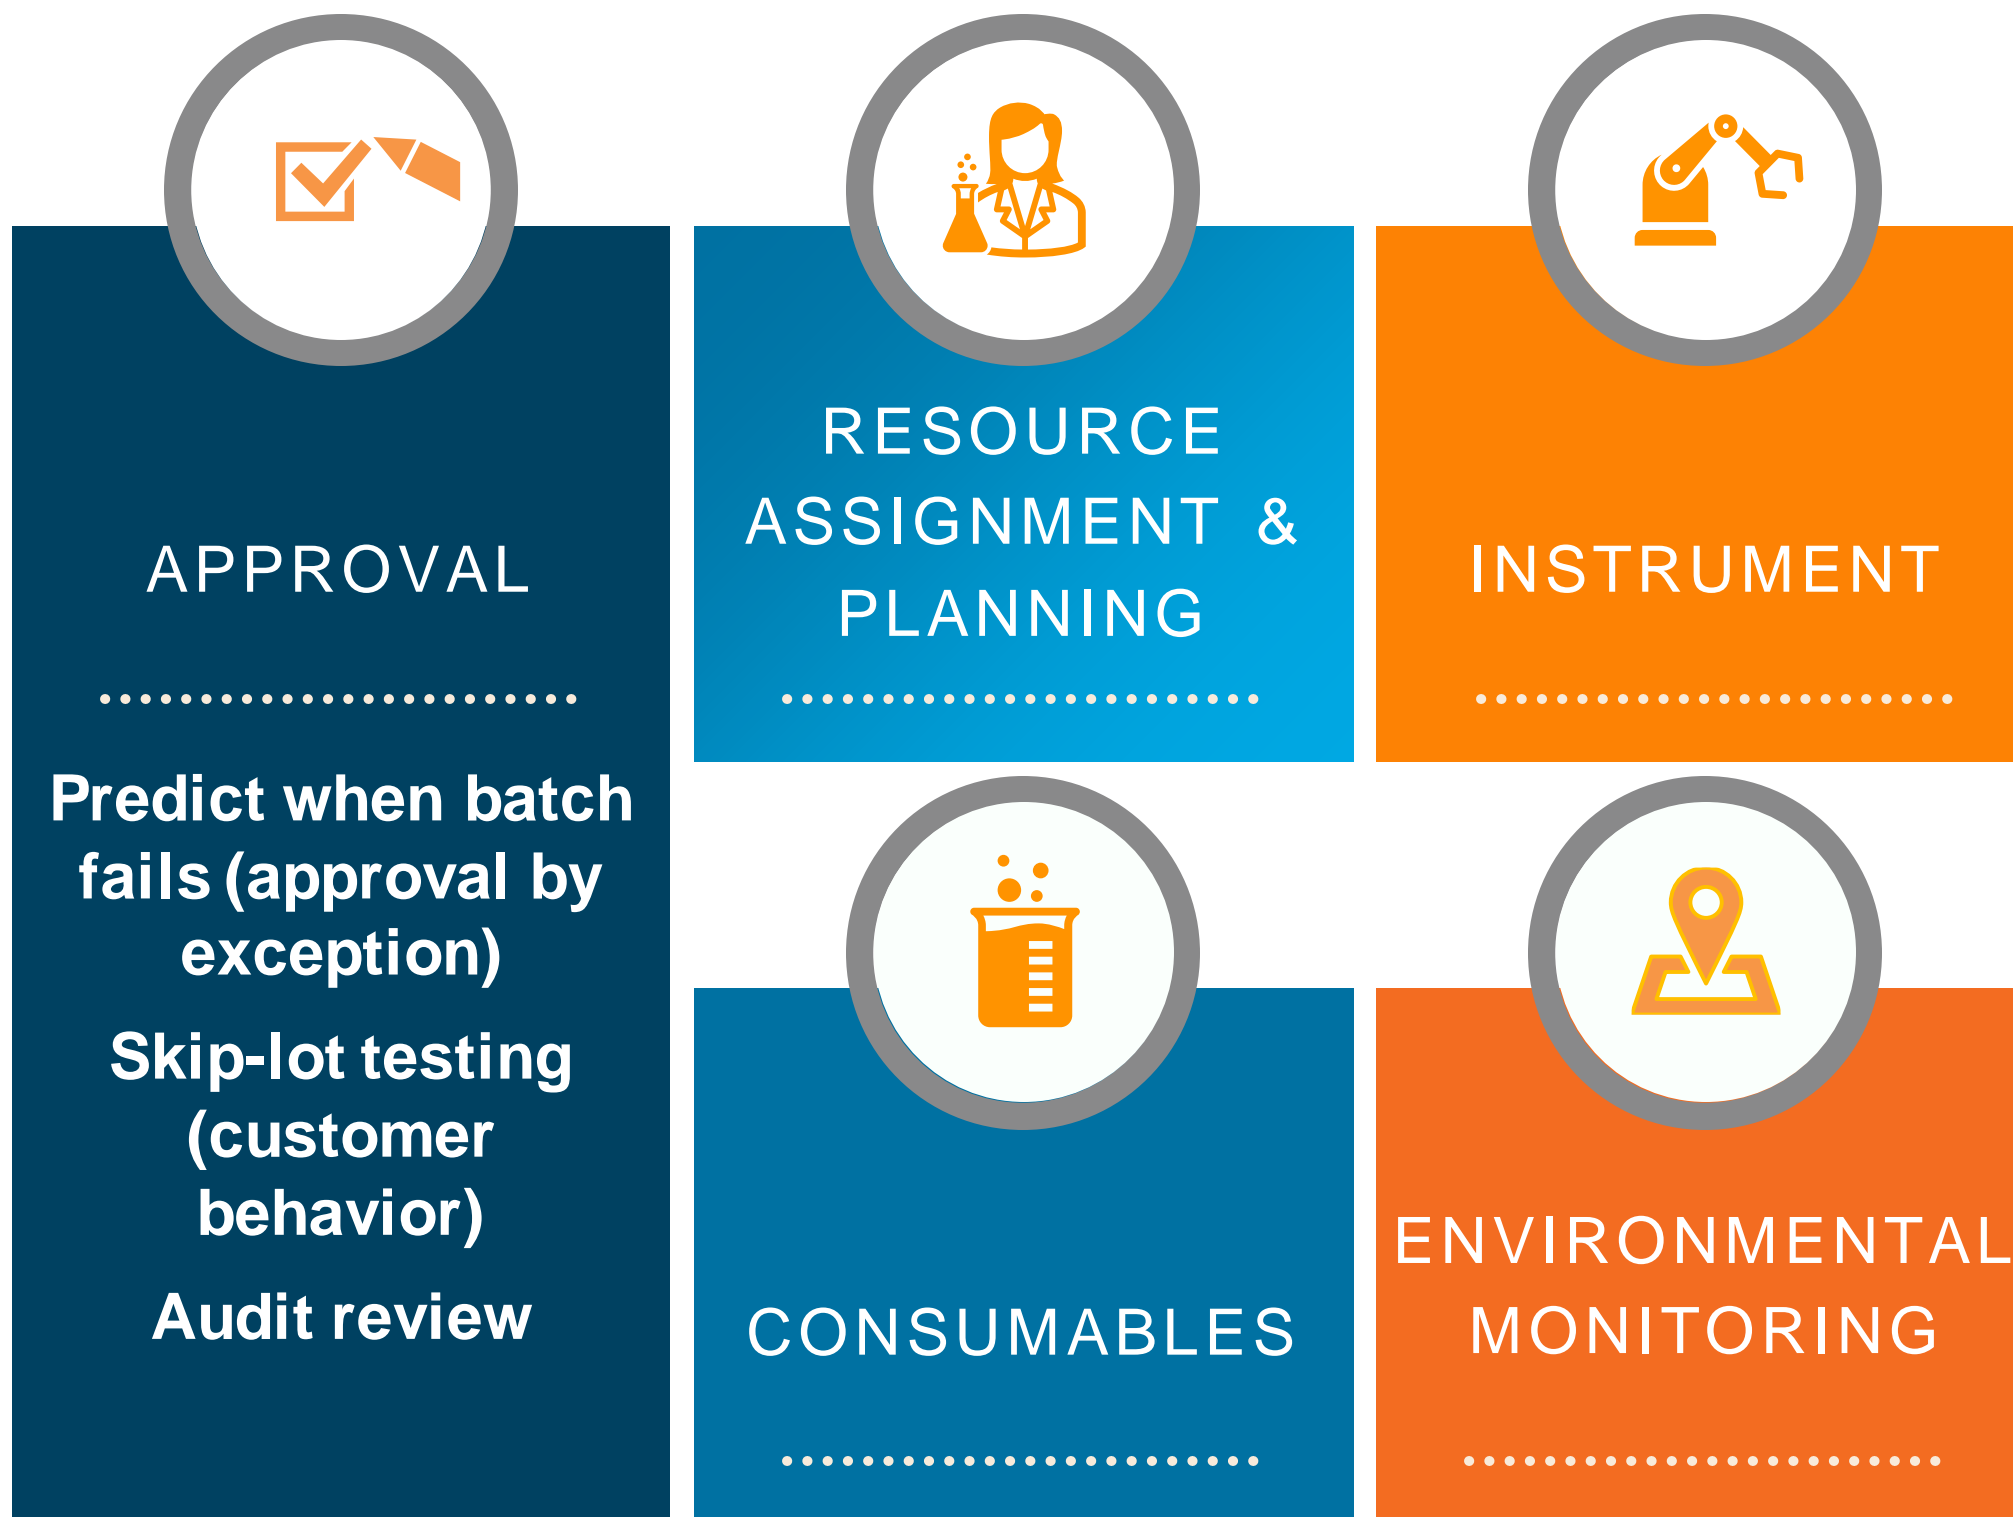 APPROVAL
Predict when batch
fails (approval by
exception)
Skip-lot testing
(customer
behavior)
Audit review
RESOURCE
ASSIGNMENT &
PLANNING
INSTRUMENT
CONSUMABLES
ENVIRONMENTAL
MONITORING